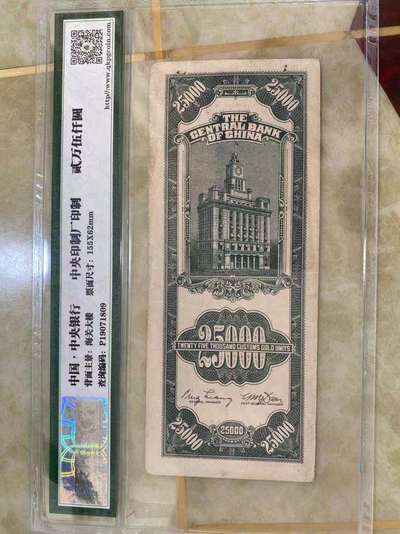 http://www.qkpgcoin.com
中国·中央银行 中央印制厂印制 贰万伍仟圆
背面主景：海关大楼 票面尺寸：155X62mm
查询编码：P19071809
25000 25000
THE
CENTRAL BANK
OF CHINA
25000
TWENTY FIVE THOUSAND CUSTOMS GOLD UNITS
25000 25000 25000